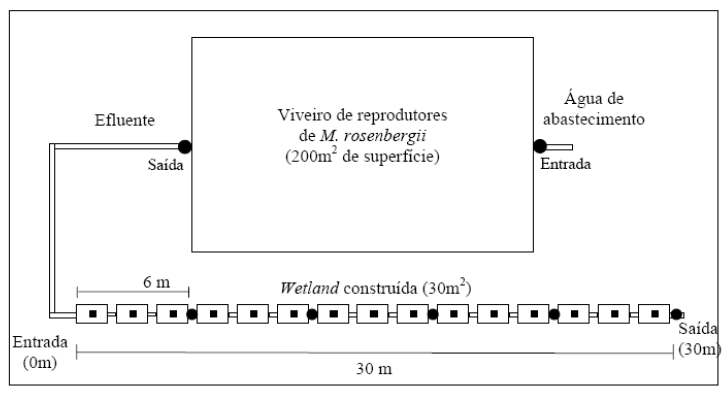 Viveiro de reprodutores
de M. rosenbergii
(200m² de superfície)
Efluente
Saída
Água de
abastecimento
Entrada
6 m
Wetland construída (30m²)
Entrada
(0m)
Saída
(30m)
30 m